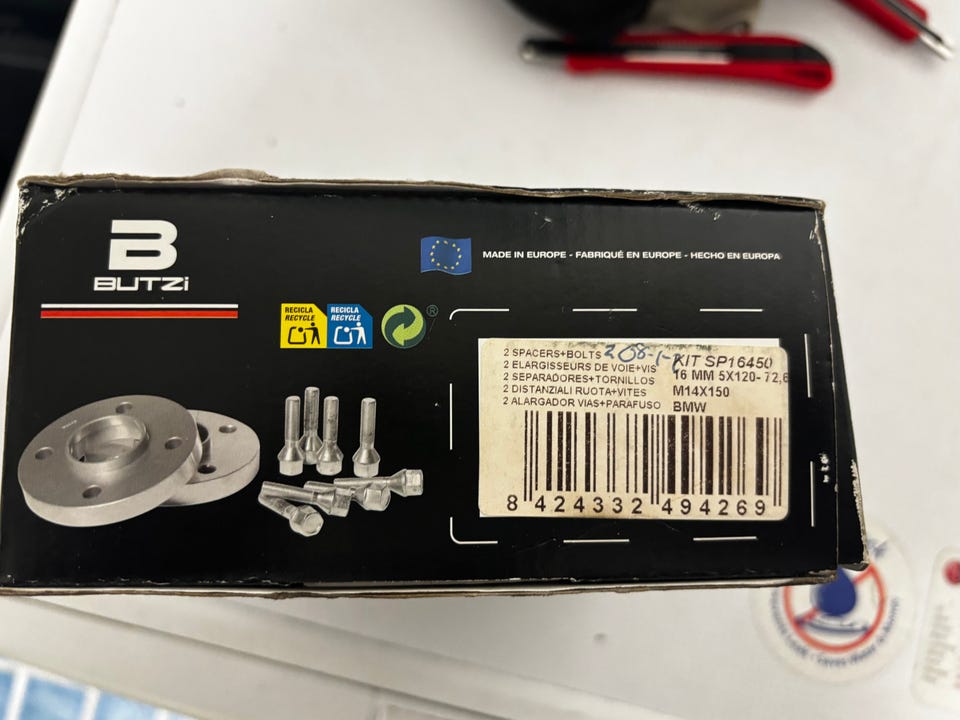 B
BUTZi
MADE IN EUROPE - FABRIQUÉ EN EUROPE - HECHO EN EUROPA
RECICLA
RECYCLE
RECICLA
RECYCLE
®
2 SPACERS+BOLTS
2 ELARGISSEURS DE VOIE+VIS
2 SEPARADORES+TORNILLOS
2 DISTANZIALI RUOTA+VITES
2 ALARGADOR VIAS+PARAFUSO
KIT SP16450
16 MM 5X120- 72,6
M14X150
BMW
8 424332 494269